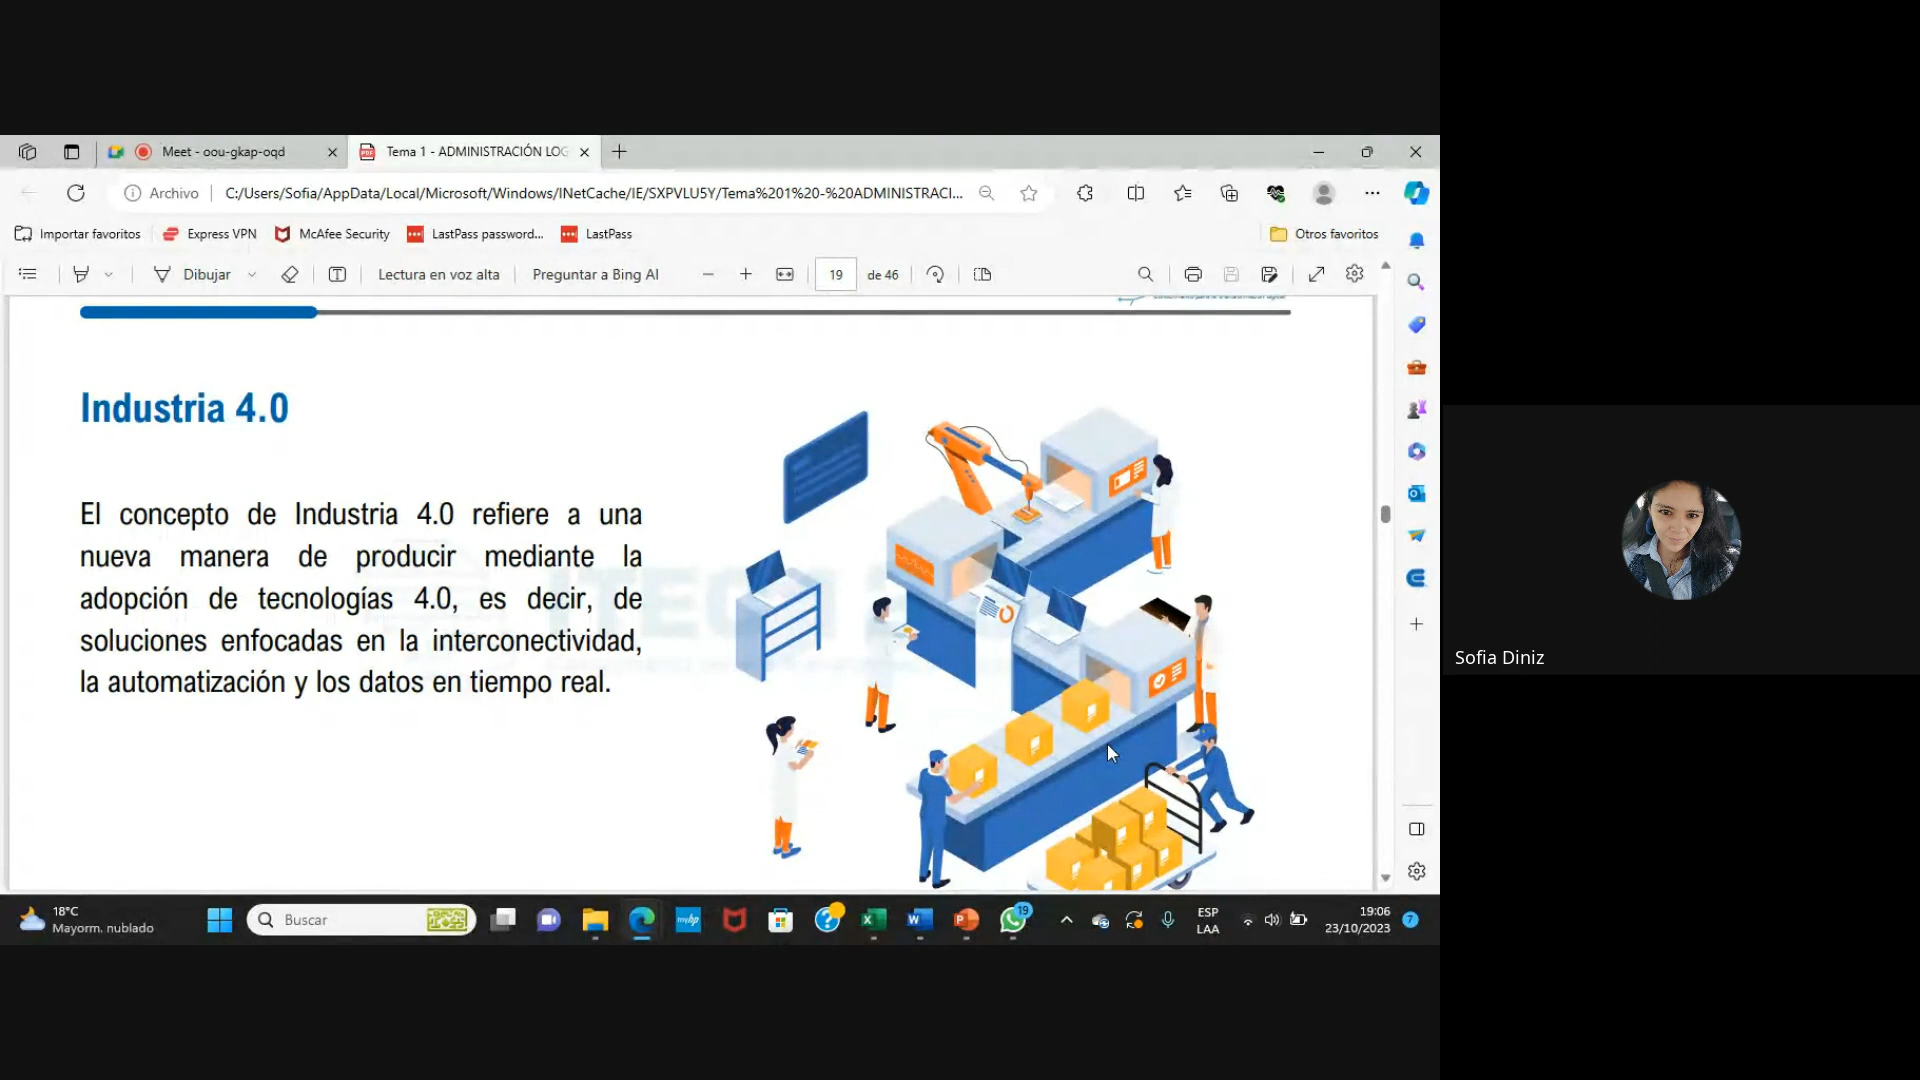 Meet - oou-gkap-oqd
Tema 1 - ADMINISTRACIÓN LOG
Archivo
C:/Users/Sofia/AppData/Local/Microsoft/Windows/INetCache/IE/SXPVLU5Y/Tema%201%20-%20ADMINISTRACI...
Importar favoritos
Express VPN
McAfee Security
LastPass password...
LastPass
Otros favoritos
Dibujar
Lectura en voz alta
Preguntar a Bing AI
19
de 46
Industria 4.0
El concepto de Industria 4.0 refiere a una
nueva manera de producir mediante la
adopción de tecnologías 4.0, es decir, de
soluciones enfocadas en la interconectividad,
la automatización y los datos en tiempo real.
Sofia Diniz
18°C
Mayorm. nublado
Buscar
myhp
19
ESP
LAA
19:06
23/10/2023
7